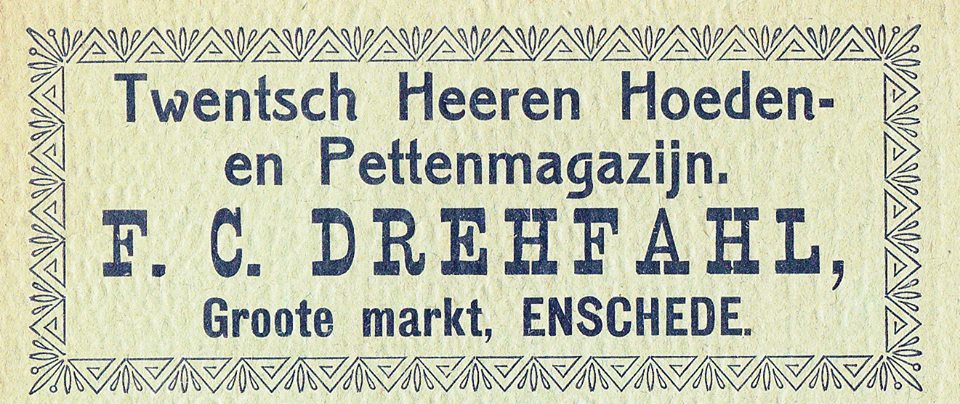 Twentsch Heeren Hoeden-
en Pettenmagazijn.
F. C. DREHFAHL,
Groote markt, ENSCHEDE.